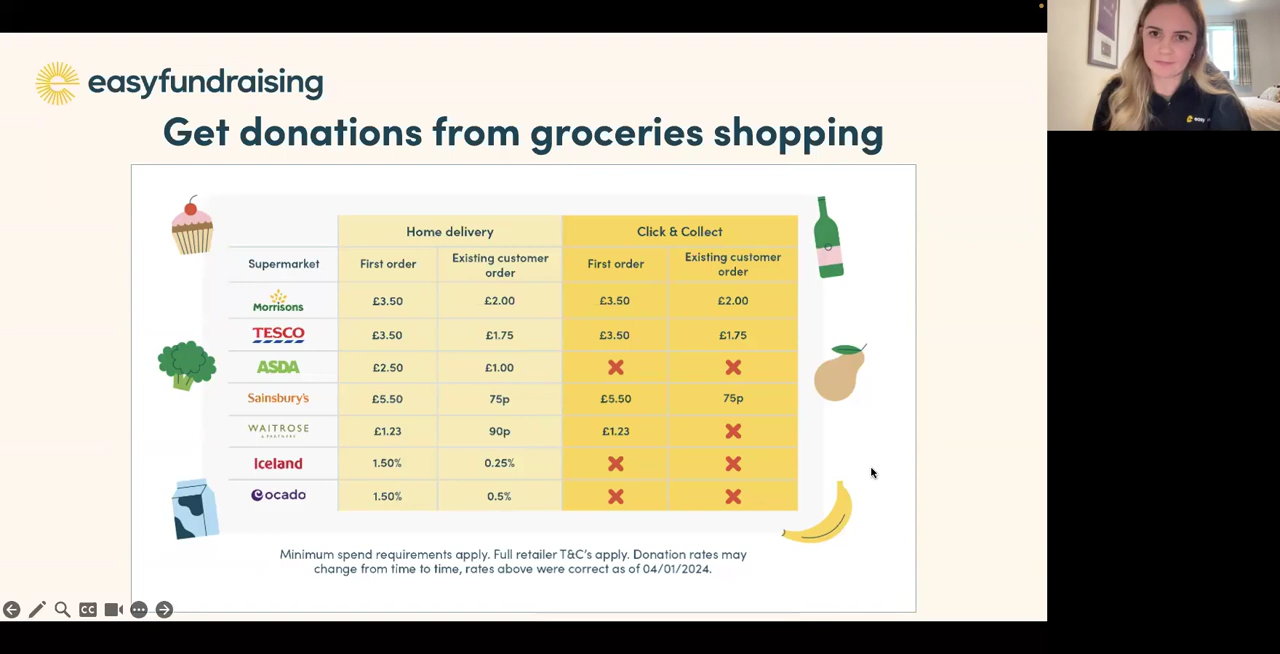 easyfundraising
Get donations from groceries shopping
Home delivery Click & Collect
Supermarket First order Existing customer order First order Existing customer order
Morrisons £3.50 £2.00 £3.50 £2.00
TESCO £3.50 £1.75 £3.50 £1.75
ASDA £2.50 £1.00
Sainsbury's £5.50 75p £5.50 75p
WAITROSE & PARTNERS £1.23 90p £1.23
Iceland 1.50% 0.25%
ocado 1.50% 0.5%
Minimum spend requirements apply. Full retailer T&C's apply. Donation rates may
change from time to time, rates above were correct as of 04/01/2024.
CC
easy